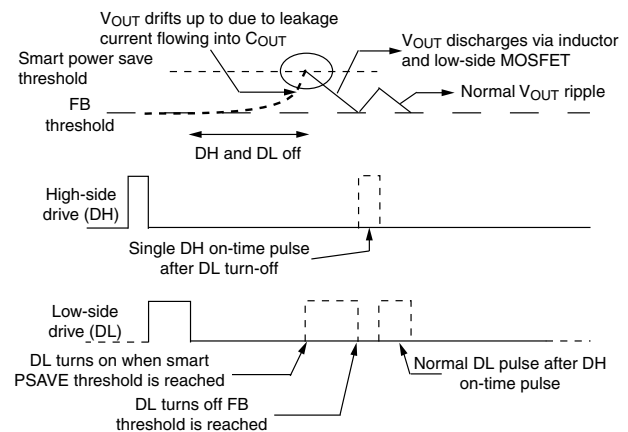 VOUT drifts up to due to leakage
current flowing into COUT
Smart power save
threshold
VOUT discharges via inductor
and low-side MOSFET
FB
threshold
Normal VOUT ripple
DH and DL off
High-side
drive (DH)
Single DH on-time pulse
after DL turn-off
Low-side
drive (DL)
DL turns on when smart
PSAVE threshold is reached
Normal DL pulse after DH
on-time pulse
DL turns off FB
threshold is reached